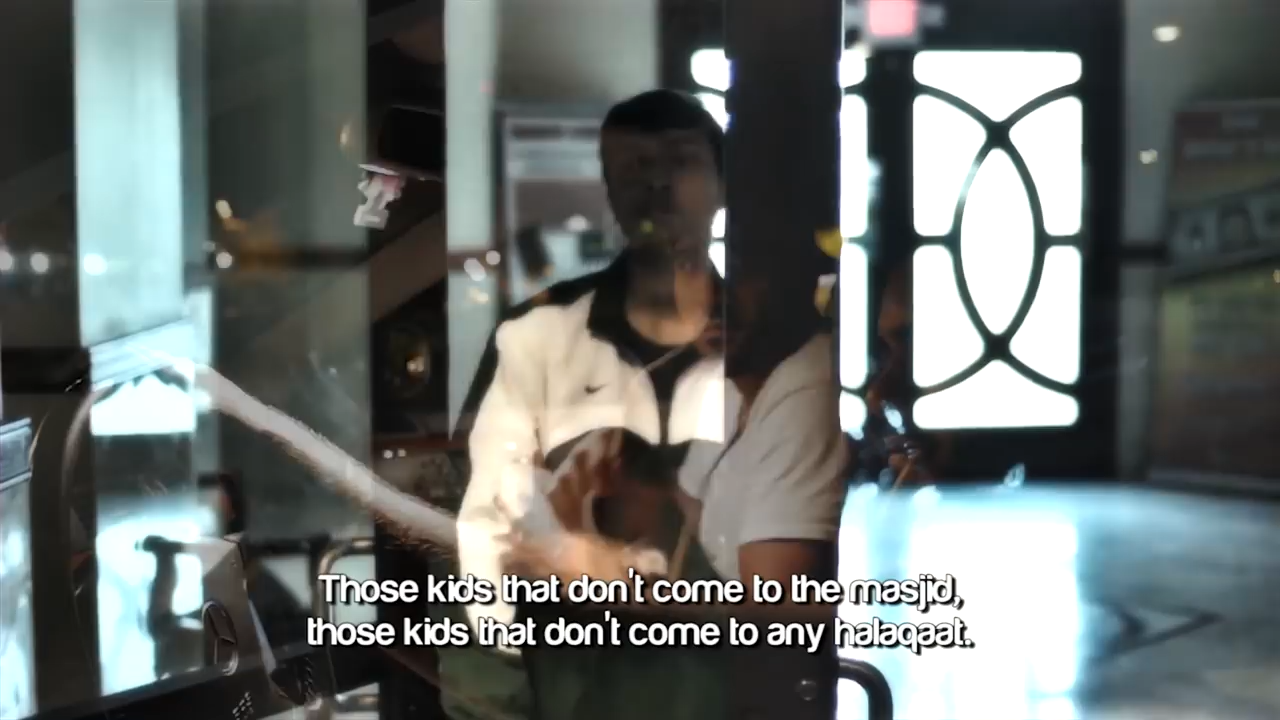 Those kids that don't come to the masjid,
those kids that don't come to any halaqaat.